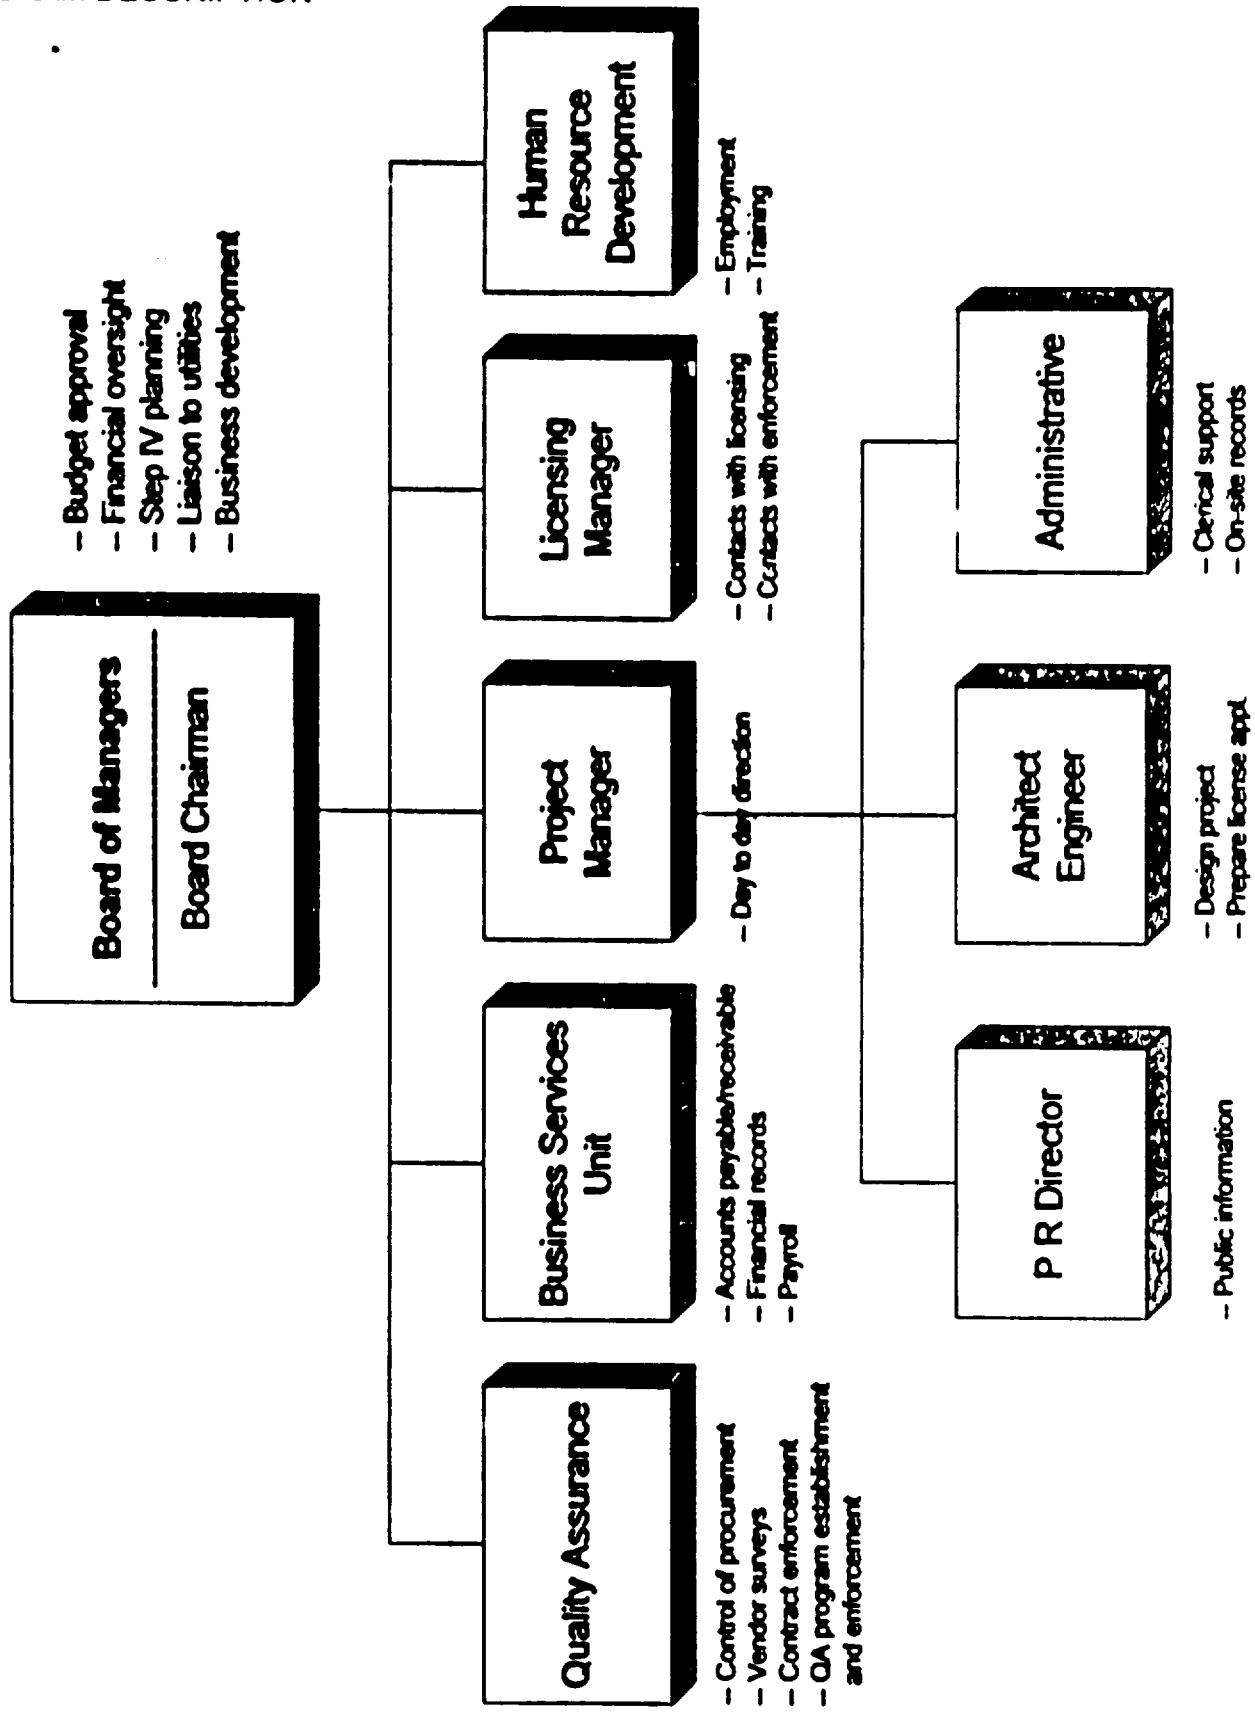 Board of Managers
Board Chairman
-- Budget approval
-- Financial oversight
-- Step IV planning
-- Liaison to utilities
-- Business development
Quality Assurance
-- Control of procurement
-- Vendor surveys
-- Contract enforcement
-- QA program establishment
and enforcement
Business Services
Unit
-- Accounts payable/receivable
-- Financial records
-- Payroll
Project
Manager
-- Day to day direction
Licensing
Manager
-- Contacts with licensing
-- Contacts with enforcement
Human
Resource
Development
-- Employment
-- Training
P R Director
-- Public information
Architect
Engineer
-- Design project
-- Prepare license appl.
Administrative
-- Clerical support
-- On-site records